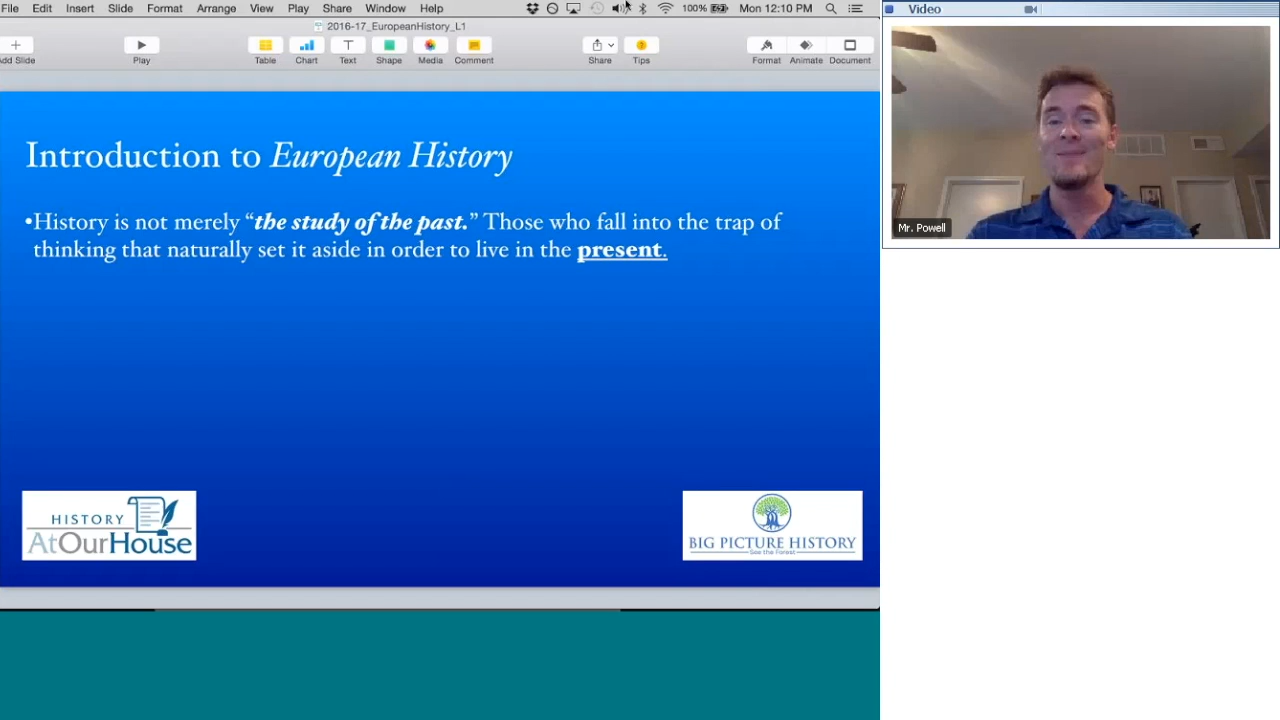 File Edit Insert Slide Format Arrange View Play Share Window Help 100% Mon 12:10 PM
2016-17_EuropeanHistory_L1
Add Slide Play Table Chart Text Shape Media Comment Share Tips Format Animate Document
Introduction to European History
•History is not merely “the study of the past.” Those who fall into the trap of
thinking that naturally set it aside in order to live in the present.
HISTORY
AtOurHouse
BIG PICTURE HISTORY
See the Forest
Video
Mr. Powell